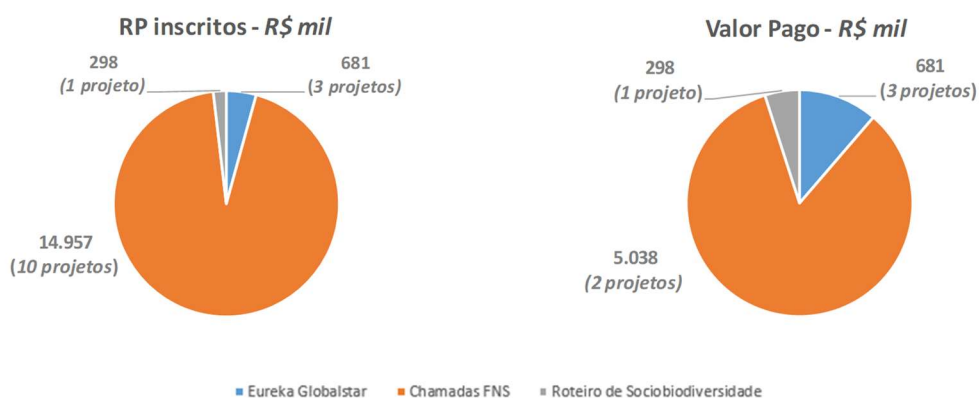 RP inscritos - R$ mil
298
(1 projeto)
681
(3 projetos)
14.957
(10 projetos)
Valor Pago - R$ mil
298
(1 projeto)
681
(3 projetos)
5.038
(2 projetos)
Eureka Globalstar
Chamadas FNS
Roteiro de Sociobiodiversidade